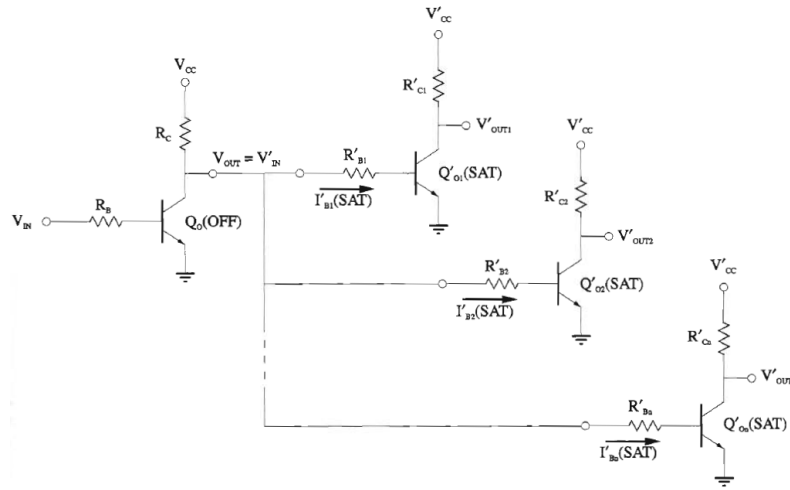 V'CC
R'C1
V'OUT1
VCC
RC
VOUT = V'IN
R'B1
Q'O1(SAT)
I'B1(SAT)
VIN
RB
QO(OFF)
V'CC
R'C2
V'OUT2
R'B2
Q'O2(SAT)
I'B2(SAT)
V'CC
R'Cn
V'OUT
R'Bn
Q'On(SAT)
I'Bn(SAT)